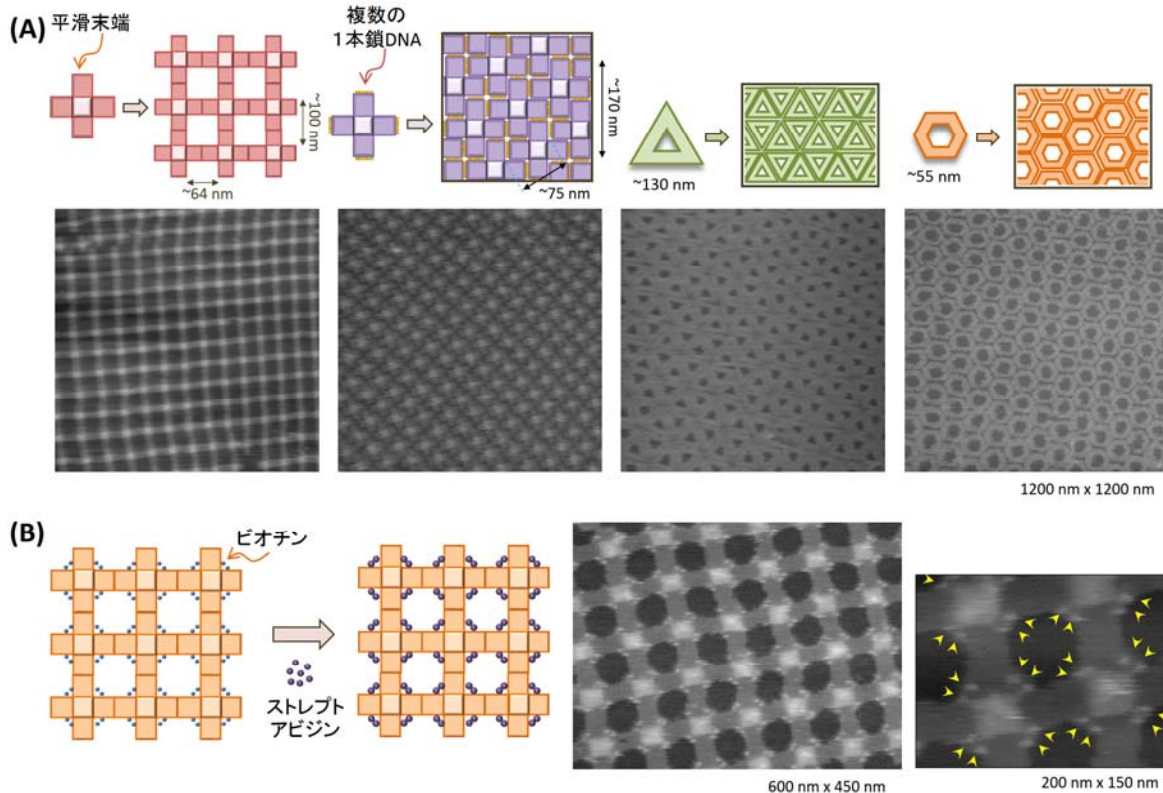 (A)
平滑末端
~100 nm
~64 nm
複数の
1本鎖DNA
~170 nm
~75 nm
~130 nm
~55 nm
1200 nm x 1200 nm
(B)
ビオチン
ストレプト
アビジン
600 nm x 450 nm
200 nm x 150 nm